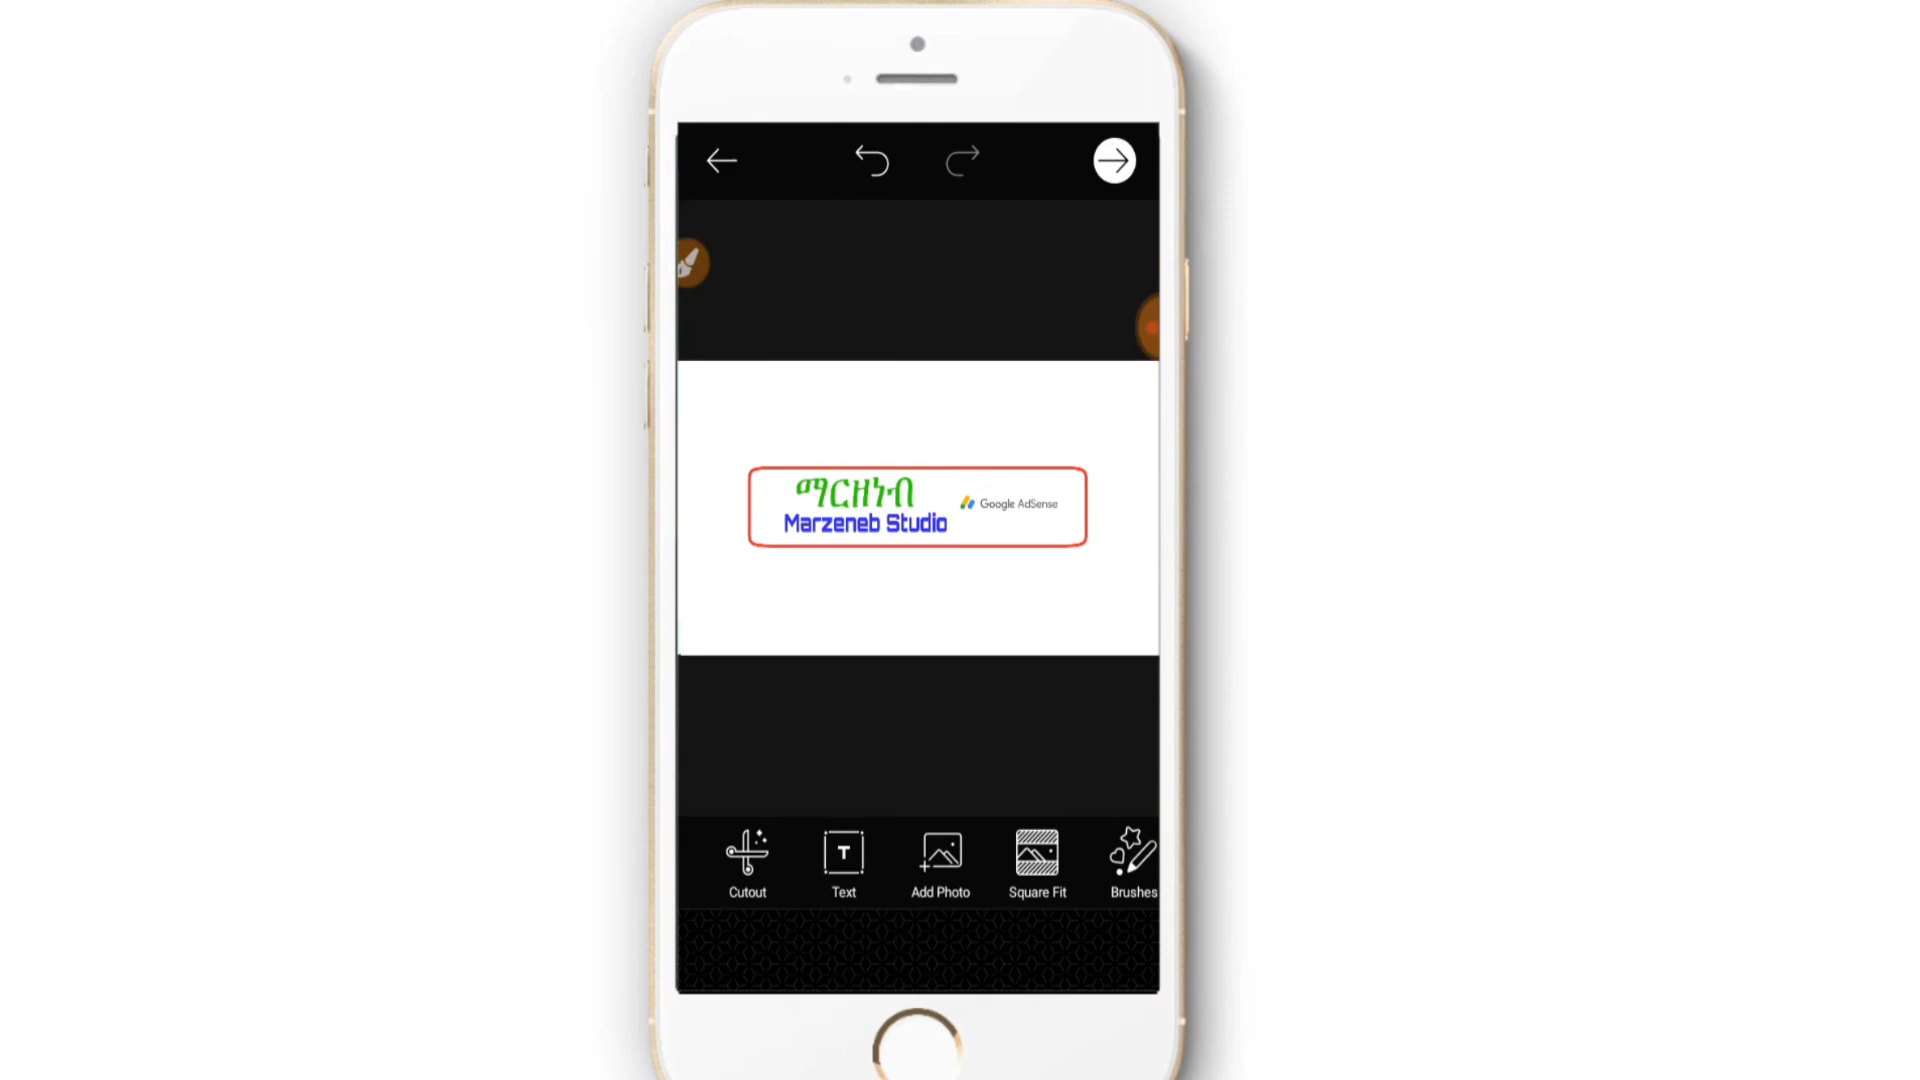 ማርዘነብ
Marzeneb Studio
Google AdSense
Cutout
Text
Add Photo
Square Fit
Brushes